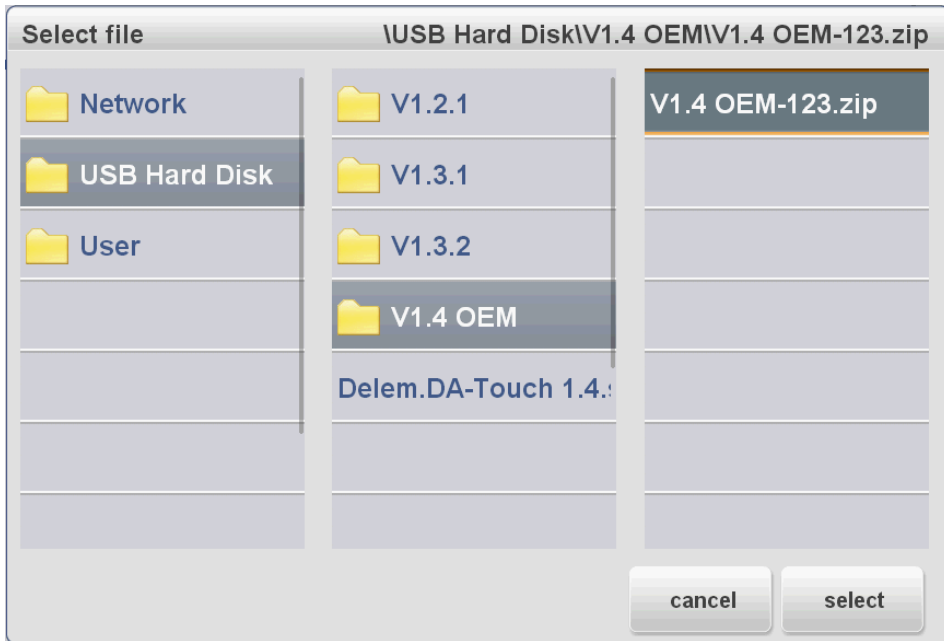 Select file
\USB Hard Disk\V1.4 OEM\V1.4 OEM-123.zip
Network
USB Hard Disk
User
V1.2.1
V1.3.1
V1.3.2
V1.4 OEM
Delem.DA-Touch 1.4.
V1.4 OEM-123.zip
cancel
select